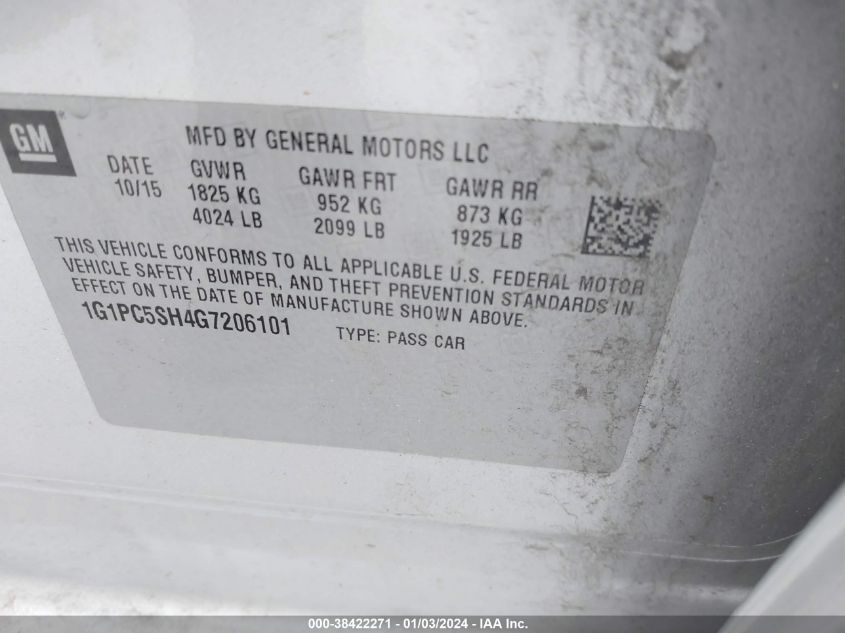 GM
MFD BY GENERAL MOTORS LLC
DATE GVWR GAWR FRT GAWR RR
10/15 1825 KG 952 KG 873 KG
4024 LB 2099 LB 1925 LB
THIS VEHICLE CONFORMS TO ALL APPLICABLE U.S. FEDERAL MOTOR
VEHICLE SAFETY, BUMPER, AND THEFT PREVENTION STANDARDS IN
EFFECT ON THE DATE OF MANUFACTURE SHOWN ABOVE.
1G1PC5SH4G7206101 TYPE: PASS CAR
000-38422271 - 01/03/2024 - IAA Inc.